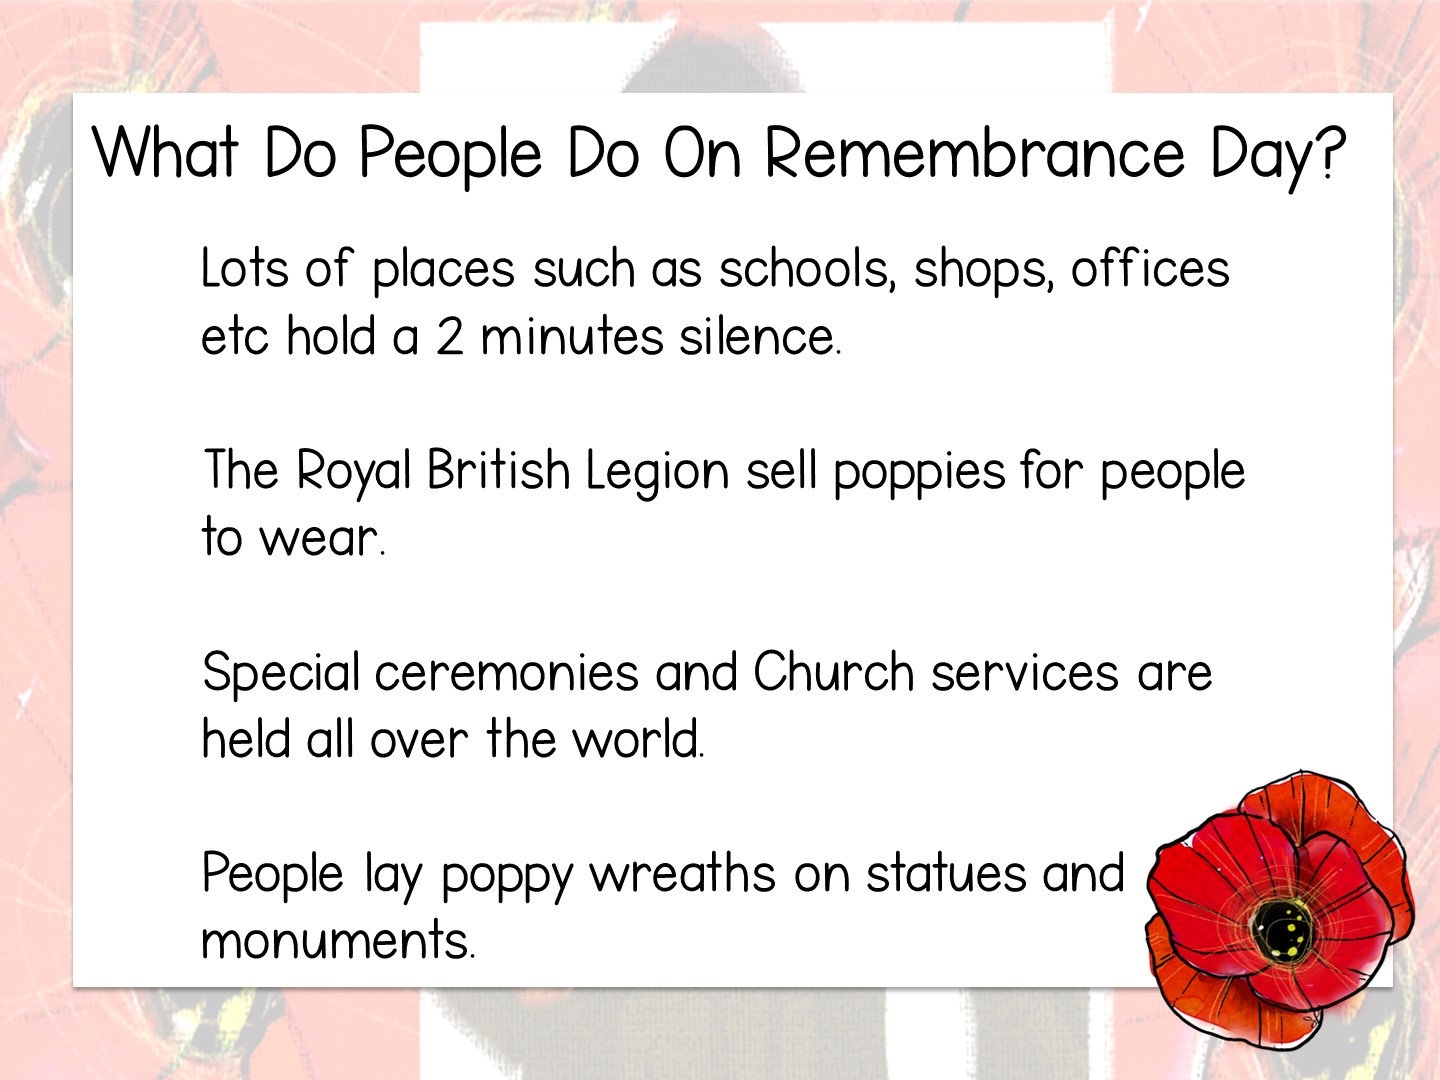 What Do People Do On Remembrance Day?
Lots of places such as schools, shops, offices
etc hold a 2 minutes silence.
The Royal British Legion sell poppies for people
to wear.
Special ceremonies and Church services are
held all over the world.
People lay poppy wreaths on statues and
monuments.